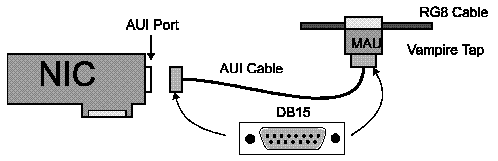 RG8 Cable
AUI Port
MAU
Vampire Tap
NIC
AUI Cable
DB15